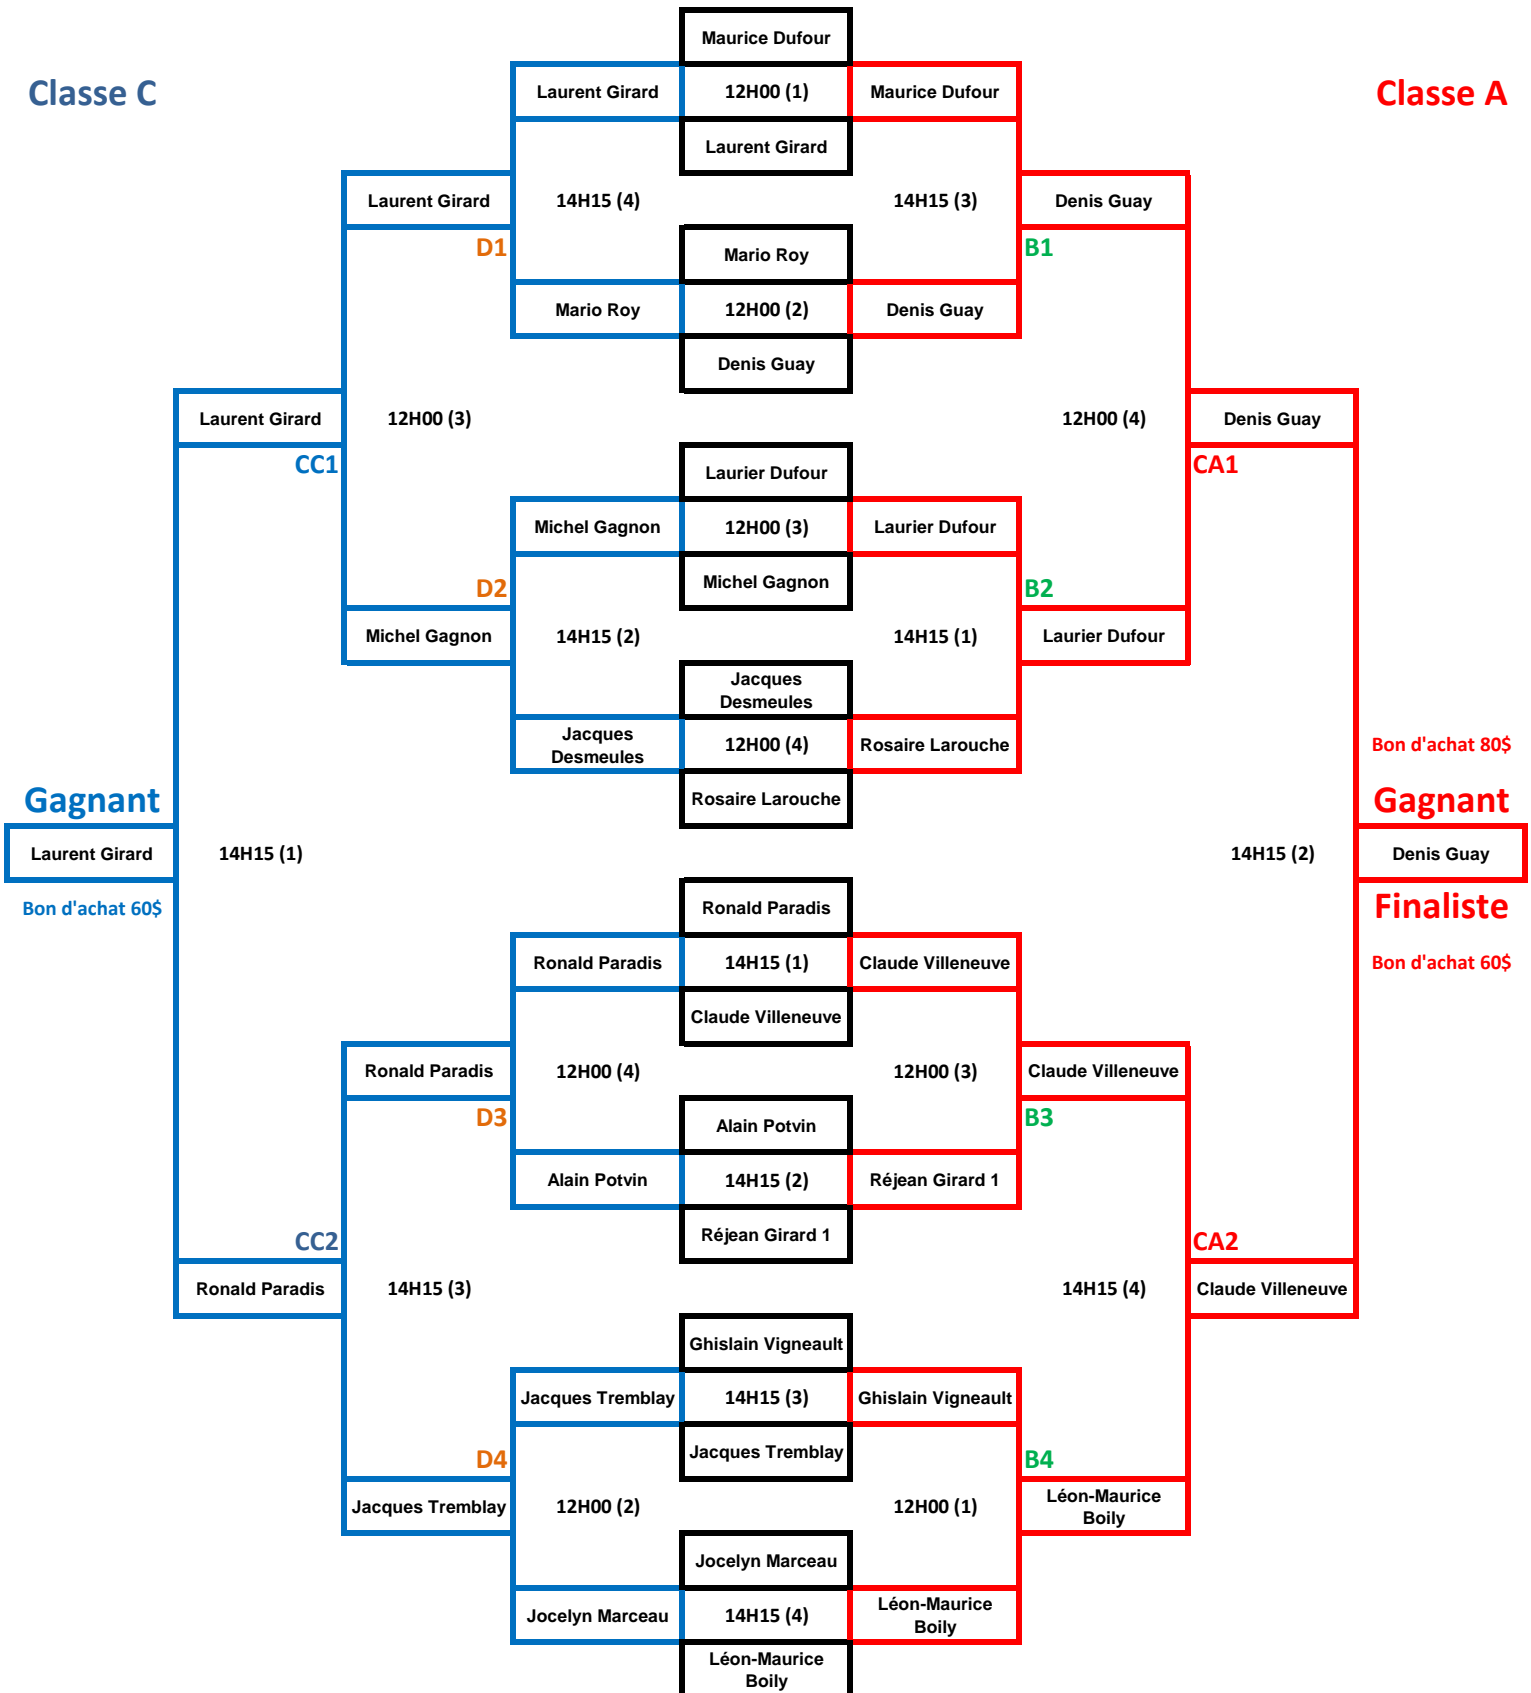 Maurice Dufour
Classe C
Laurent Girard
12H00 (1)
Maurice Dufour
Classe A
Laurent Girard
Laurent Girard
14H15 (4)
14H15 (3)
Denis Guay
D1
Mario Roy
B1
Mario Roy
12H00 (2)
Denis Guay
Denis Guay
Laurent Girard
12H00 (3)
12H00 (4)
Denis Guay
CC1
Laurier Dufour
CA1
Michel Gagnon
12H00 (3)
Laurier Dufour
D2
Michel Gagnon
B2
Michel Gagnon
14H15 (2)
14H15 (1)
Laurier Dufour
Jacques
Desmeules
Jacques
Desmeules
12H00 (4)
Rosaire Larouche
Bon d'achat 80$
Gagnant
Rosaire Larouche
Gagnant
Laurent Girard
14H15 (1)
14H15 (2)
Denis Guay
Bon d'achat 60$
Ronald Paradis
Finaliste
Ronald Paradis
14H15 (1)
Claude Villeneuve
Bon d'achat 60$
Claude Villeneuve
Ronald Paradis
12H00 (4)
12H00 (3)
Claude Villeneuve
D3
Alain Potvin
B3
Alain Potvin
14H15 (2)
Réjean Girard 1
CC2
Réjean Girard 1
CA2
Ronald Paradis
14H15 (3)
14H15 (4)
Claude Villeneuve
Ghislain Vigneault
Jacques Tremblay
14H15 (3)
Ghislain Vigneault
D4
Jacques Tremblay
B4
Jacques Tremblay
12H00 (2)
12H00 (1)
Léon-Maurice
Boily
Jocelyn Marceau
Jocelyn Marceau
14H15 (4)
Léon-Maurice
Boily
Léon-Maurice
Boily